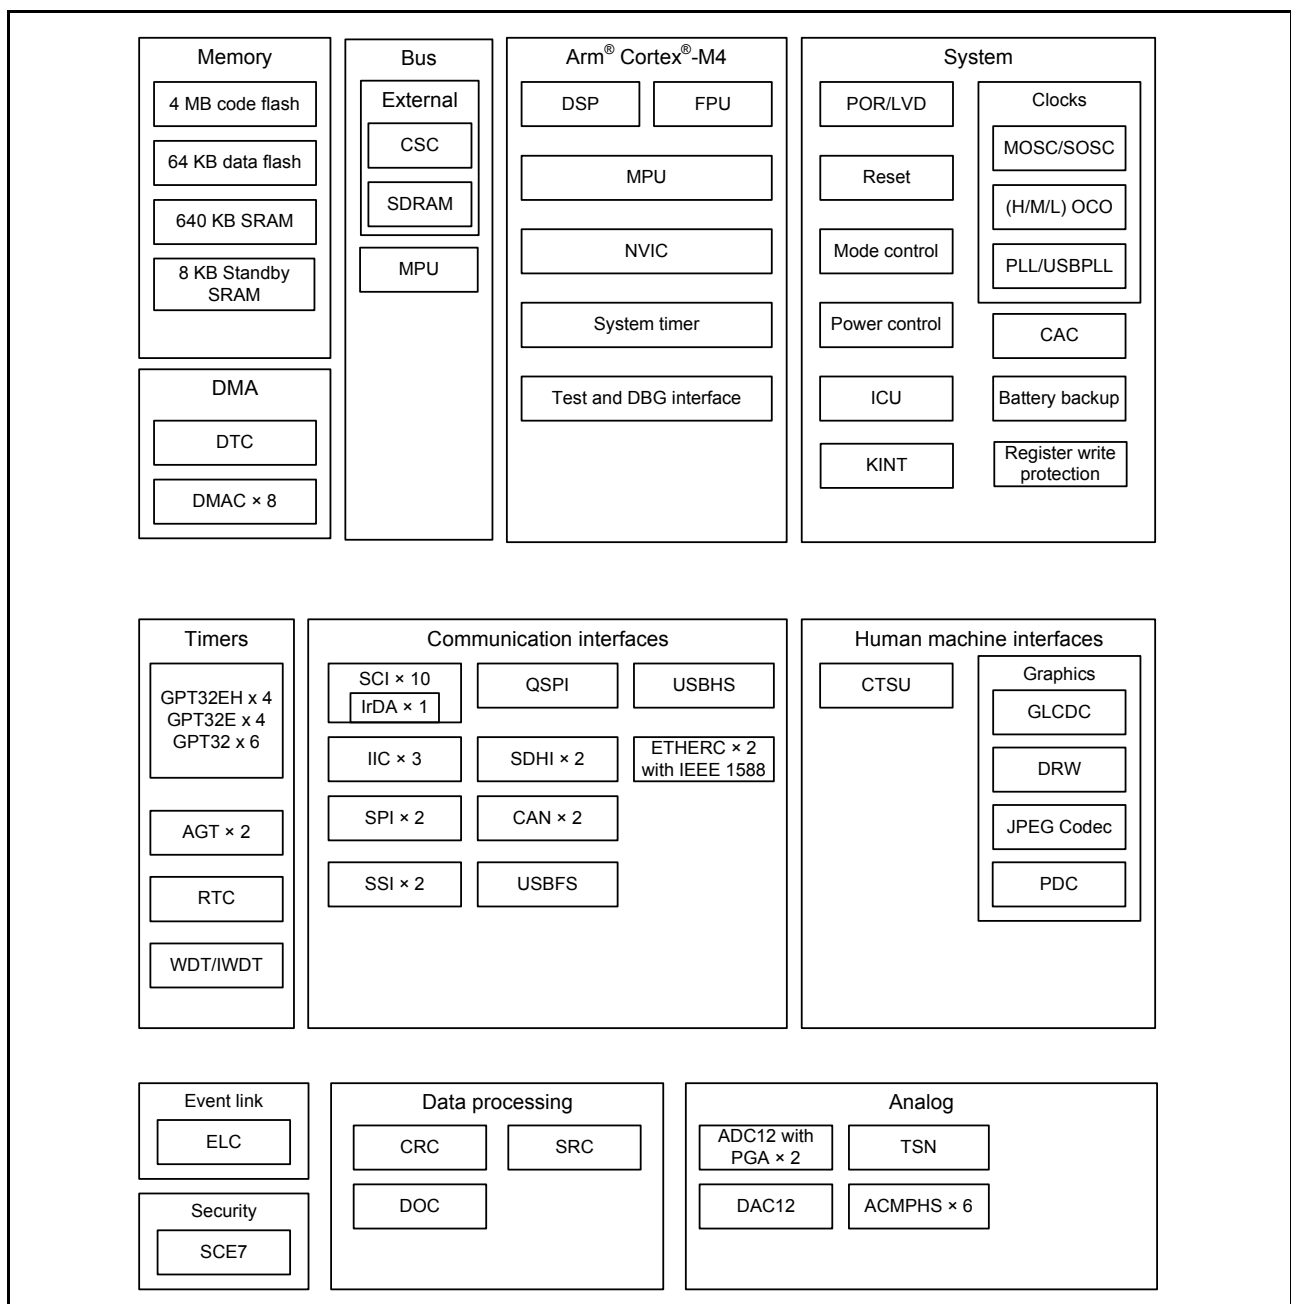 Memory
4 MB code flash
64 KB data flash
640 KB SRAM
8 KB Standby
SRAM
DMA
DTC
DMAC × 8
Bus
External
CSC
SDRAM
MPU
Arm® Cortex®-M4
DSP
FPU
MPU
NVIC
System timer
Test and DBG interface
System
POR/LVD
Reset
Mode control
Power control
ICU
KINT
Clocks
MOSC/SOSC
(H/M/L) OCO
PLL/USBPLL
CAC
Battery backup
Register write
protection
Timers
GPT32EH x 4
GPT32E x 4
GPT32 x 6
AGT × 2
RTC
WDT/IWDT
Communication interfaces
SCI × 10
IrDA × 1
IIC × 3
SPI × 2
SSI × 2
QSPI
SDHI × 2
CAN × 2
USBFS
USBHS
ETHERC × 2
with IEEE 1588
Human machine interfaces
CTSU
Graphics
GLCDC
DRW
JPEG Codec
PDC
Event link
ELC
Security
SCE7
Data processing
CRC
SRC
DOC
Analog
ADC12 with
PGA × 2
TSN
DAC12
ACMPHS × 6